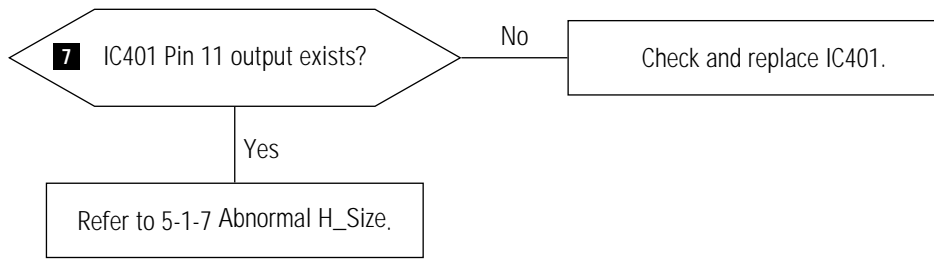 7 IC401 Pin 11 output exists?
No
Check and replace IC401.
Yes
Refer to 5-1-7 Abnormal H_Size.